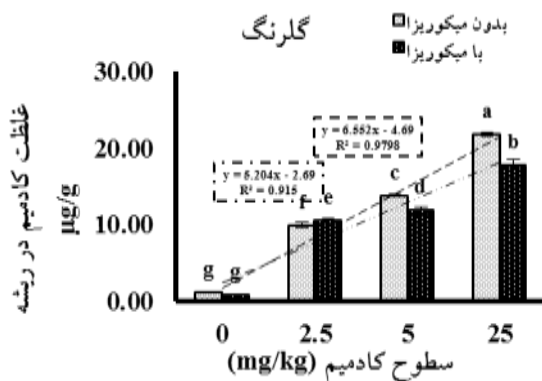 گلرنگ
بدون میکوریزا
با میکوریزا
غلظت کادمیم در ریشه
µg/g
30.00
20.00
10.00
0.00
y = 6.552x - 4.69
R² = 0.9798
y = 5.204x - 2.69
R² = 0.915
g g
f e
c d
a b
0 2.5 5 25
سطوح کادمیم (mg/kg)